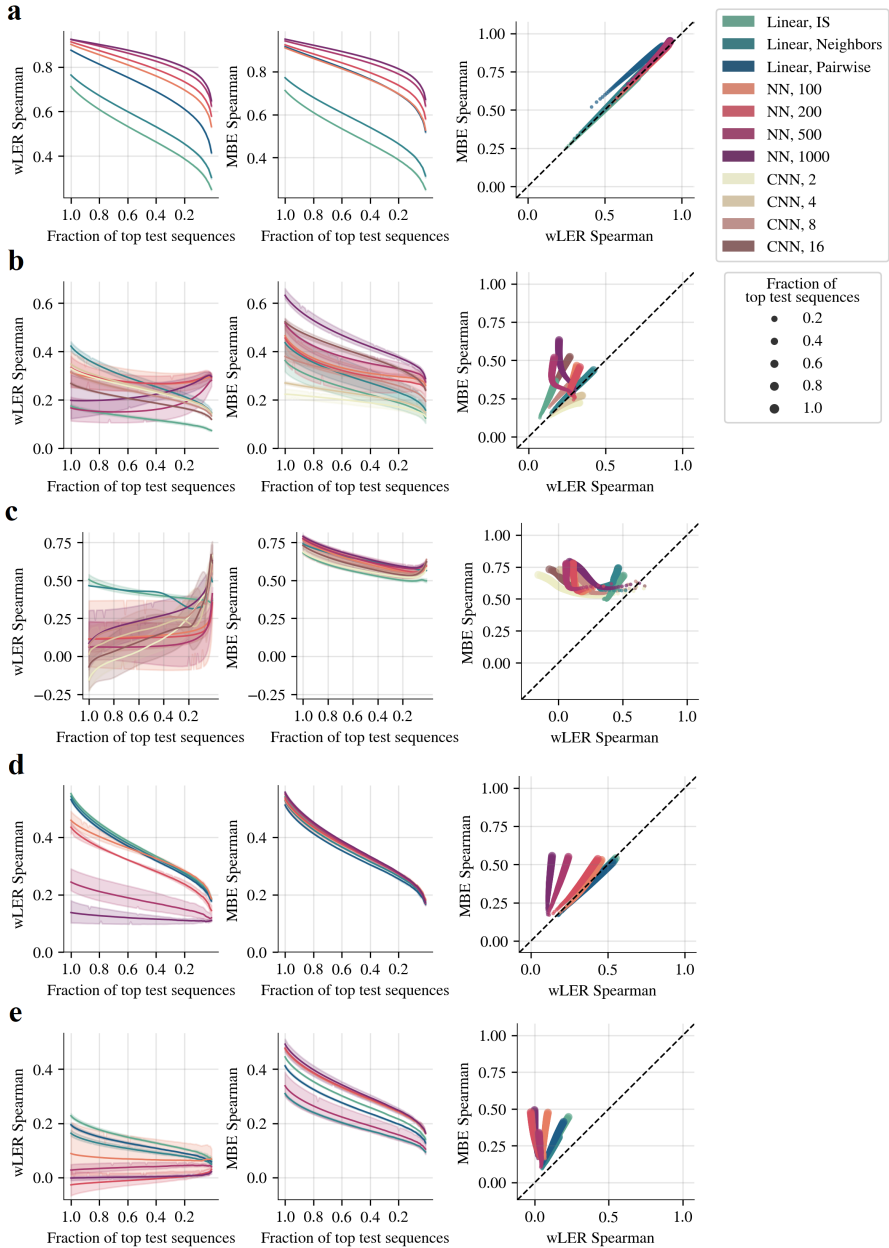 a
wLER Spearman
0.8
0.6
0.4
1.0 0.8 0.6 0.4 0.2
Fraction of top test sequences
MBE Spearman
0.8
0.6
0.4
1.0 0.8 0.6 0.4 0.2
Fraction of top test sequences
MBE Spearman
1.00
0.75
0.50
0.25
0.00
0.0 0.5 1.0
wLER Spearman
Linear, IS
Linear, Neighbors
Linear, Pairwise
NN, 100
NN, 200
NN, 500
NN, 1000
CNN, 2
CNN, 4
CNN, 8
CNN, 16
b
wLER Spearman
0.6
0.4
0.2
0.0
1.0 0.8 0.6 0.4 0.2
Fraction of top test sequences
MBE Spearman
0.6
0.4
0.2
0.0
1.0 0.8 0.6 0.4 0.2
Fraction of top test sequences
MBE Spearman
1.00
0.75
0.50
0.25
0.00
0.0 0.5 1.0
wLER Spearman
Fraction of
top test sequences
0.2
0.4
0.6
0.8
1.0
c
wLER Spearman
0.75
0.50
0.25
0.00
−0.25
1.0 0.8 0.6 0.4 0.2
Fraction of top test sequences
MBE Spearman
0.75
0.50
0.25
0.00
−0.25
1.0 0.8 0.6 0.4 0.2
Fraction of top test sequences
MBE Spearman
1.00
0.75
0.50
0.25
0.00
0.0 0.5 1.0
wLER Spearman
d
wLER Spearman
0.4
0.2
0.0
1.0 0.8 0.6 0.4 0.2
Fraction of top test sequences
MBE Spearman
0.4
0.2
0.0
1.0 0.8 0.6 0.4 0.2
Fraction of top test sequences
MBE Spearman
1.00
0.75
0.50
0.25
0.00
0.0 0.5 1.0
wLER Spearman
e
wLER Spearman
0.4
0.2
0.0
1.0 0.8 0.6 0.4 0.2
Fraction of top test sequences
MBE Spearman
0.4
0.2
0.0
1.0 0.8 0.6 0.4 0.2
Fraction of top test sequences
MBE Spearman
1.00
0.75
0.50
0.25
0.00
0.0 0.5 1.0
wLER Spearman